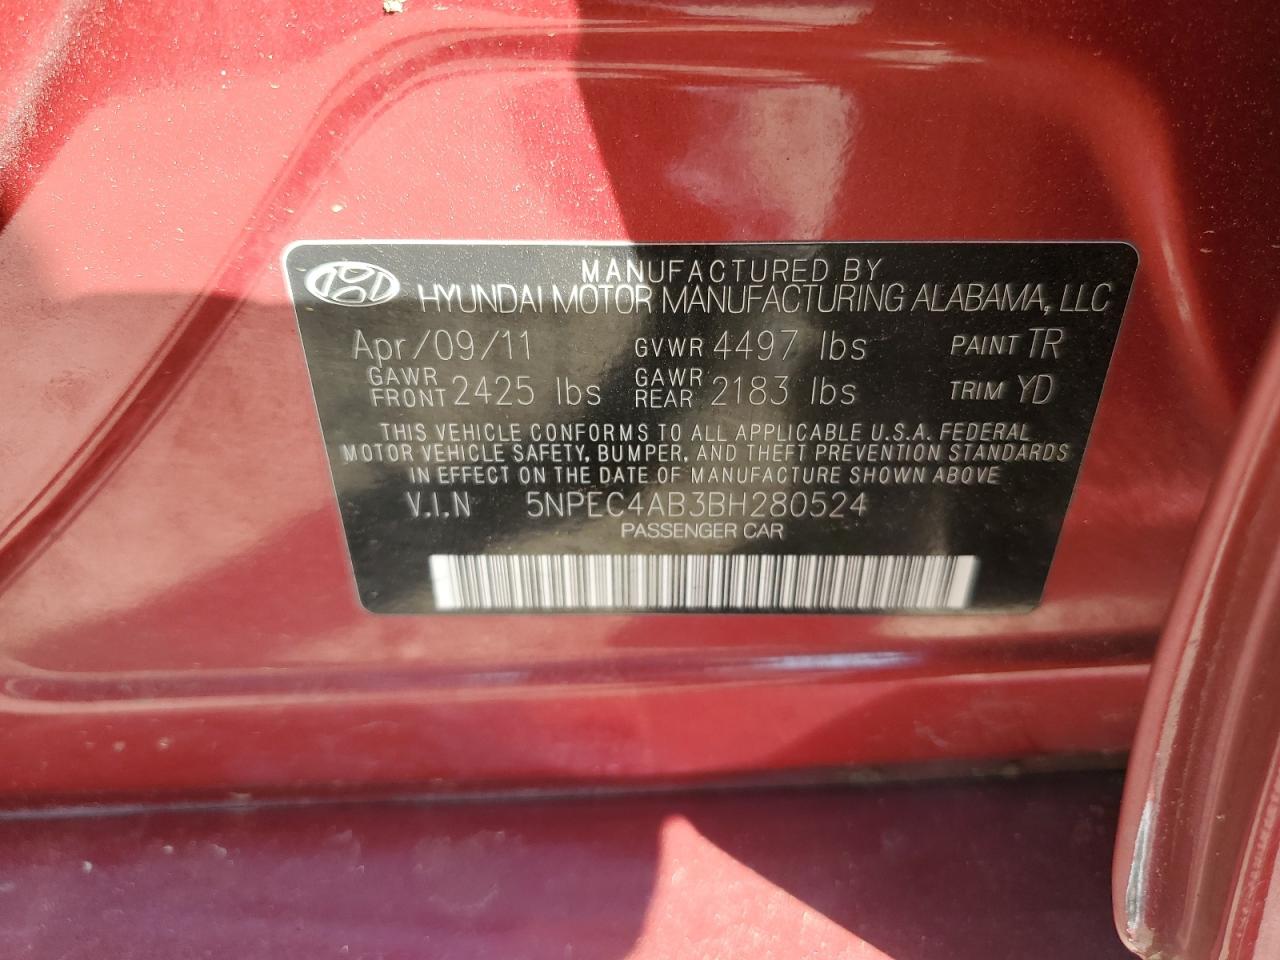 MANUFACTURED BY
HYUNDAI MOTOR MANUFACTURING ALABAMA, LLC
Apr/09/11 GVWR 4497 lbs PAINT TR
GAWR FRONT 2425 lbs GAWR REAR 2183 lbs TRIM YD
THIS VEHICLE CONFORMS TO ALL APPLICABLE U.S.A. FEDERAL
MOTOR VEHICLE SAFETY, BUMPER, AND THEFT PREVENTION STANDARDS
IN EFFECT ON THE DATE OF MANUFACTURE SHOWN ABOVE
V.I.N 5NPEC4AB3BH280524
PASSENGER CAR